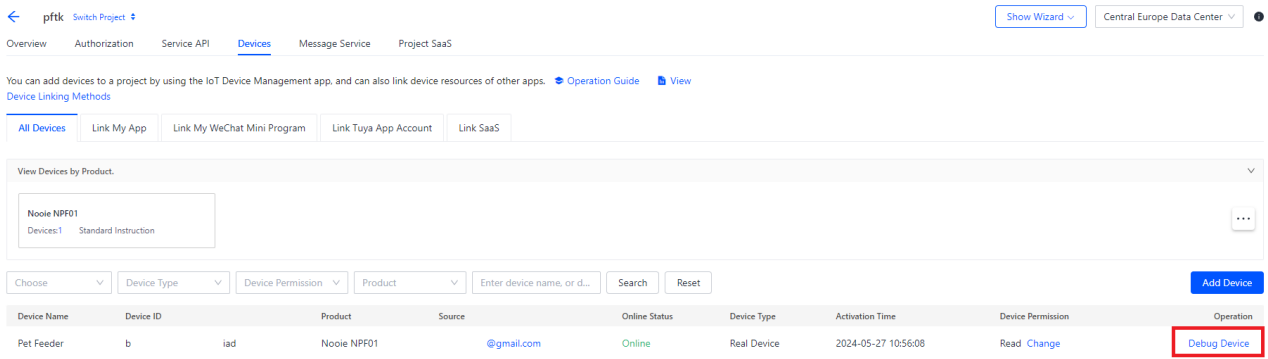 pftk Switch Project Show Wizard Central Europe Data Center
Overview Authorization Service API Devices Message Service Project SaaS
You can add devices to a project by using the IoT Device Management app, and can also link device resources of other apps. Operation Guide View
Device Linking Methods
All Devices Link My App Link My WeChat Mini Program Link Tuya App Account Link SaaS
View Devices by Product.
Nooie NPF01
Devices:1 Standard Instruction
Choose Device Type Device Permission Product Enter device name, or d... Search Reset Add Device
Device Name Device ID Product Source Online Status Device Type Activation Time Device Permission Operation
Pet Feeder b iad Nooie NPF01 @gmail.com Online Real Device 2024-05-27 10:56:08 Read Change Debug Device